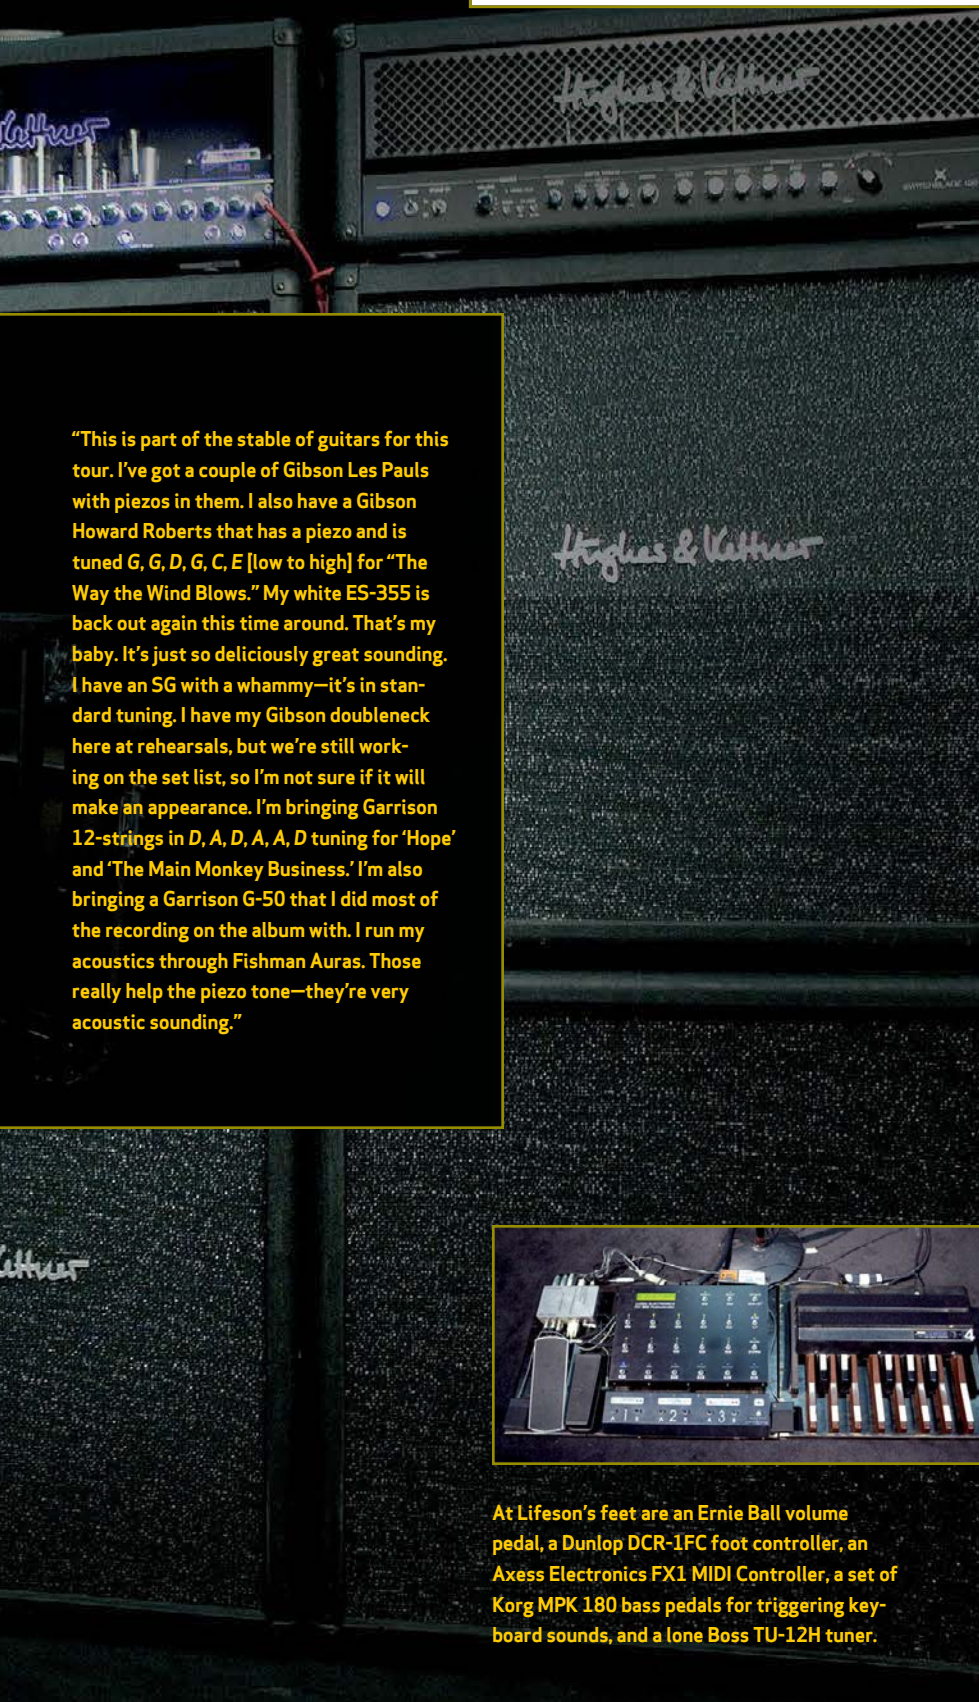 Kettner
Hughes & Kettner
SWITCHBLADE
“This is part of the stable of guitars for this
tour. I’ve got a couple of Gibson Les Pauls
with piezos in them. I also have a Gibson
Howard Roberts that has a piezo and is
tuned G, G, D, G, C, E [low to high] for “The
Way the Wind Blows.” My white ES-355 is
back out again this time around. That’s my
baby. It’s just so deliciously great sounding.
I have an SG with a whammy—it’s in stan-
dard tuning. I have my Gibson doubleneck
here at rehearsals, but we’re still work-
ing on the set list, so I’m not sure if it will
make an appearance. I’m bringing Garrison
12-strings in D, A, D, A, A, D tuning for ‘Hope’
and ‘The Main Monkey Business.’ I’m also
bringing a Garrison G-50 that I did most of
the recording on the album with. I run my
acoustics through Fishman Auras. Those
really help the piezo tone—they’re very
acoustic sounding.”
Hughes & Kettner
Kettner
4
1 2 3
At Lifeson’s feet are an Ernie Ball volume
pedal, a Dunlop DCR-1FC foot controller, an
Axess Electronics FX1 MIDI Controller, a set of
Korg MPK 180 bass pedals for triggering key-
board sounds, and a lone Boss TU-12H tuner.